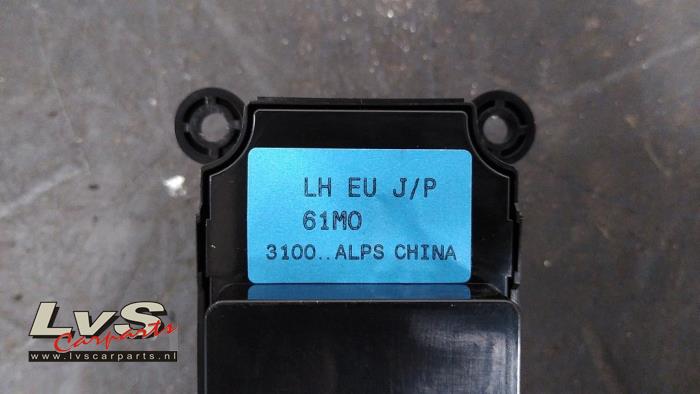 LH EU J/P
61M0
3100..ALPS CHINA
LvS
Carparts
www.lvscarparts.nl